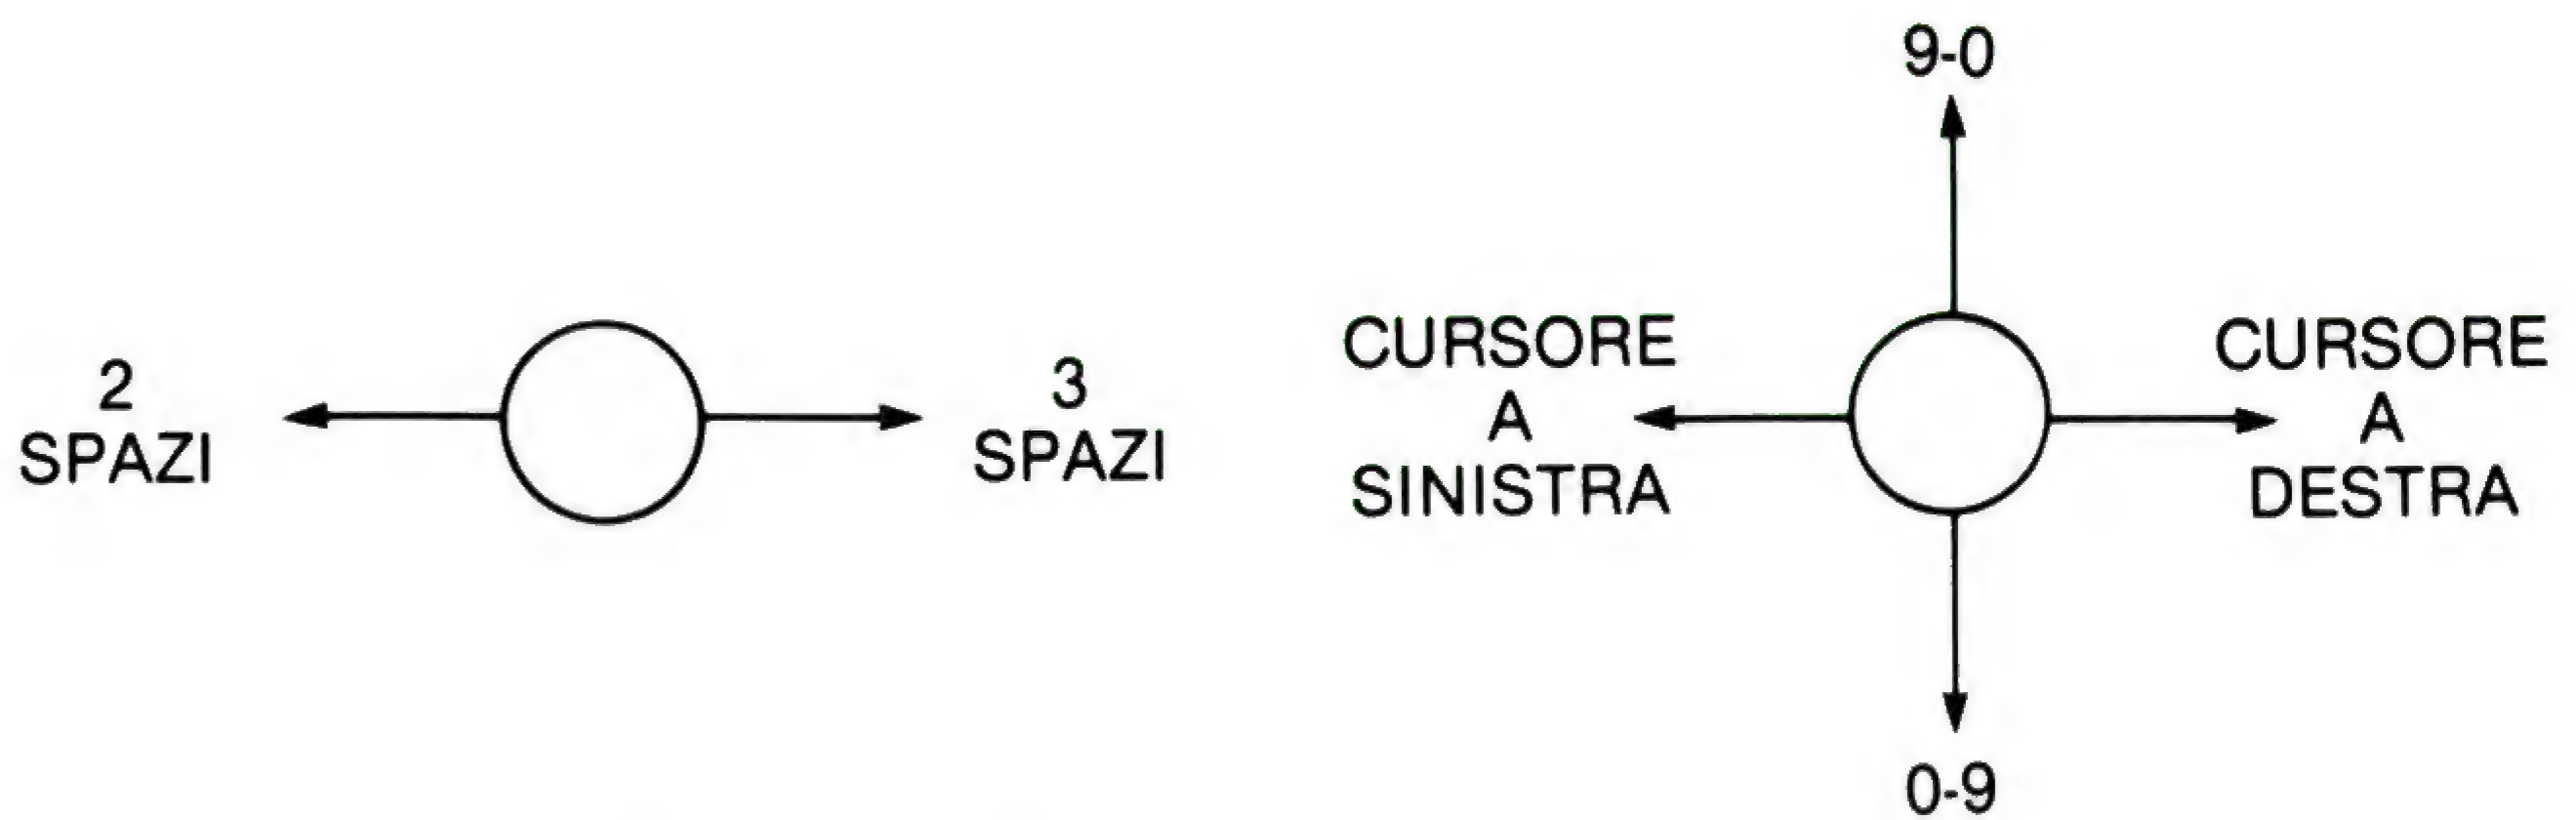 2
SPAZI
3
SPAZI
9-0
CURSORE
A
SINISTRA
CURSORE
A
DESTRA
0-9